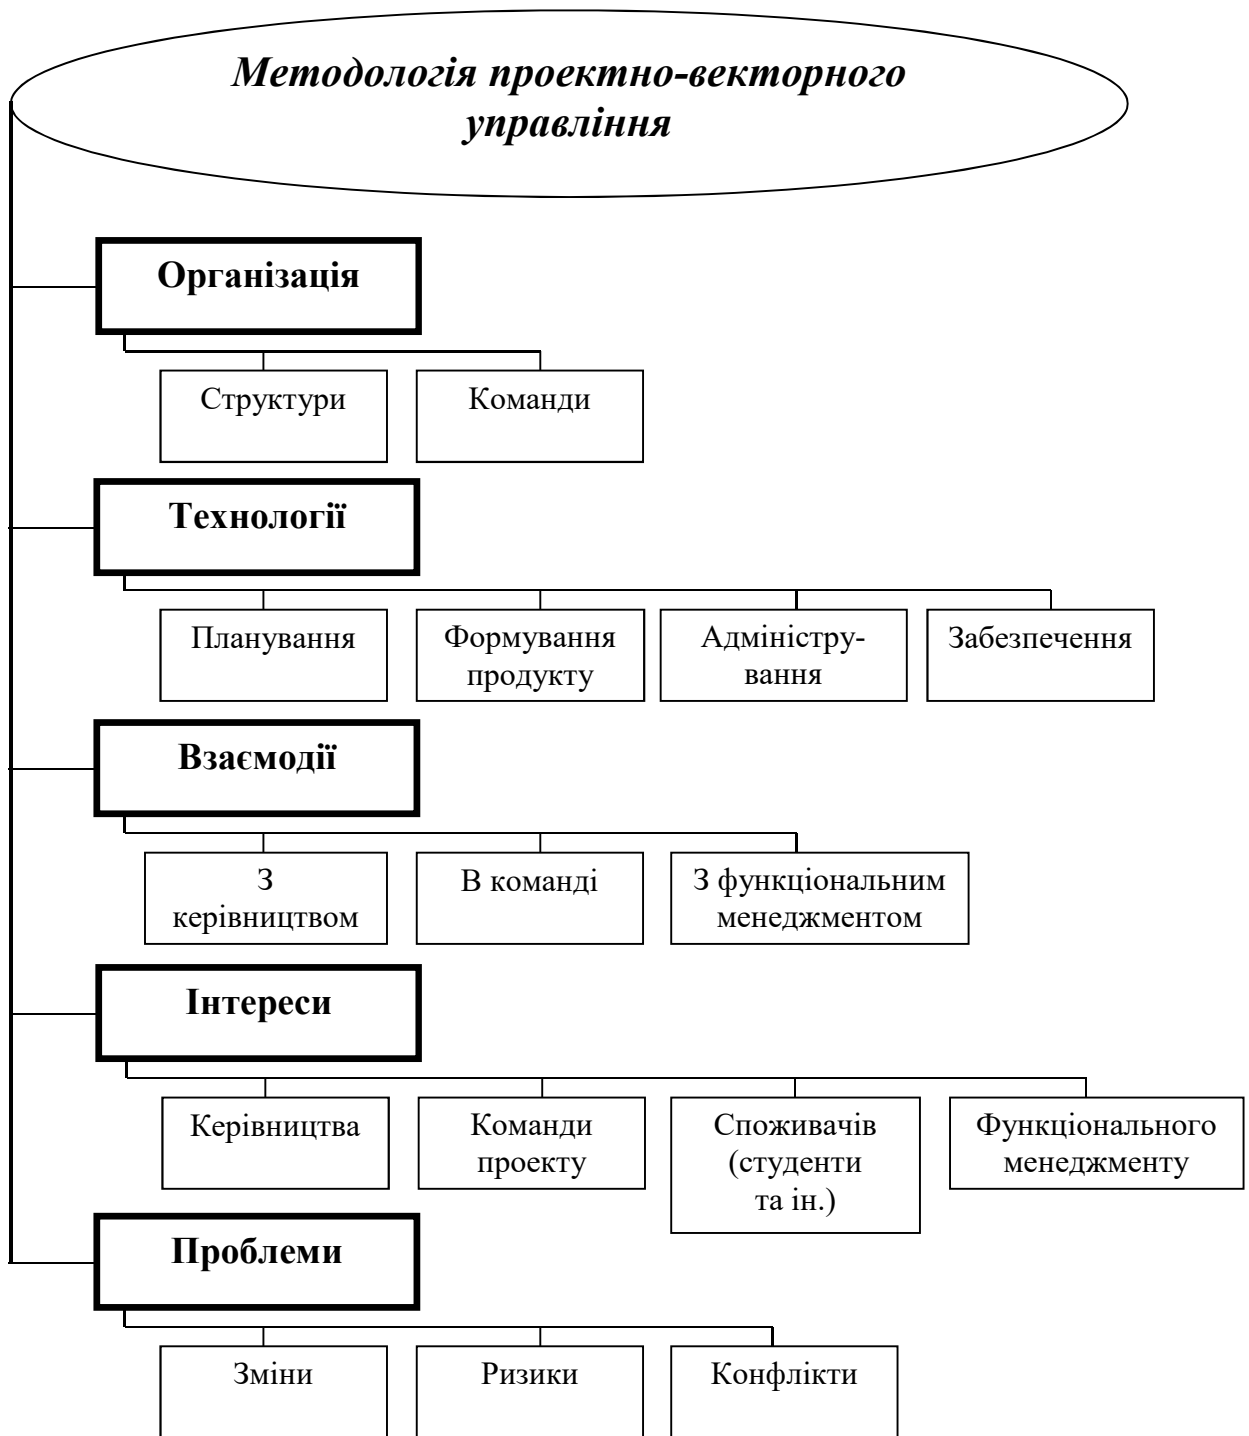 Методологія проектно-векторного
управління
Організація
Структури
Команди
Технології
Планування
Формування
продукту
Адміністру-
вання
Забезпечення
Взаємодії
З
керівництвом
В команді
З функціональним
менеджментом
Інтереси
Керівництва
Команди
проекту
Споживачів
(студенти
та ін.)
Функціонального
менеджменту
Проблеми
Зміни
Ризики
Конфлікти